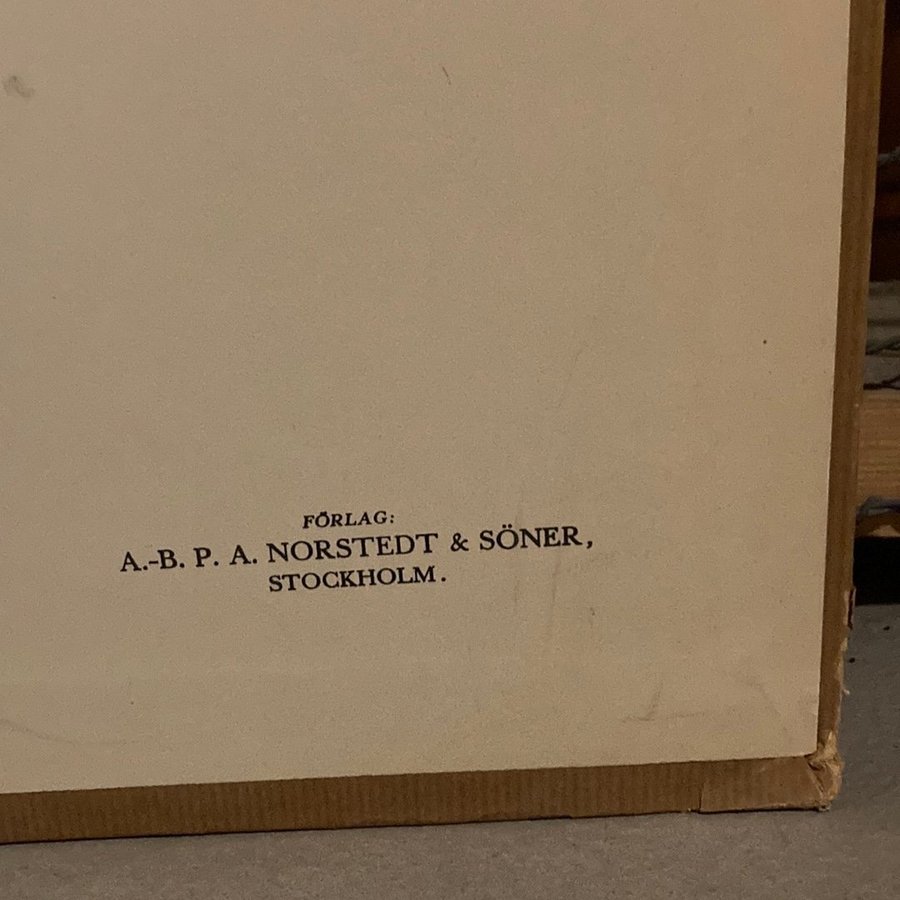 FÖRLAG:
A.-B. P. A. NORSTEDT & SÖNER,
STOCKHOLM.